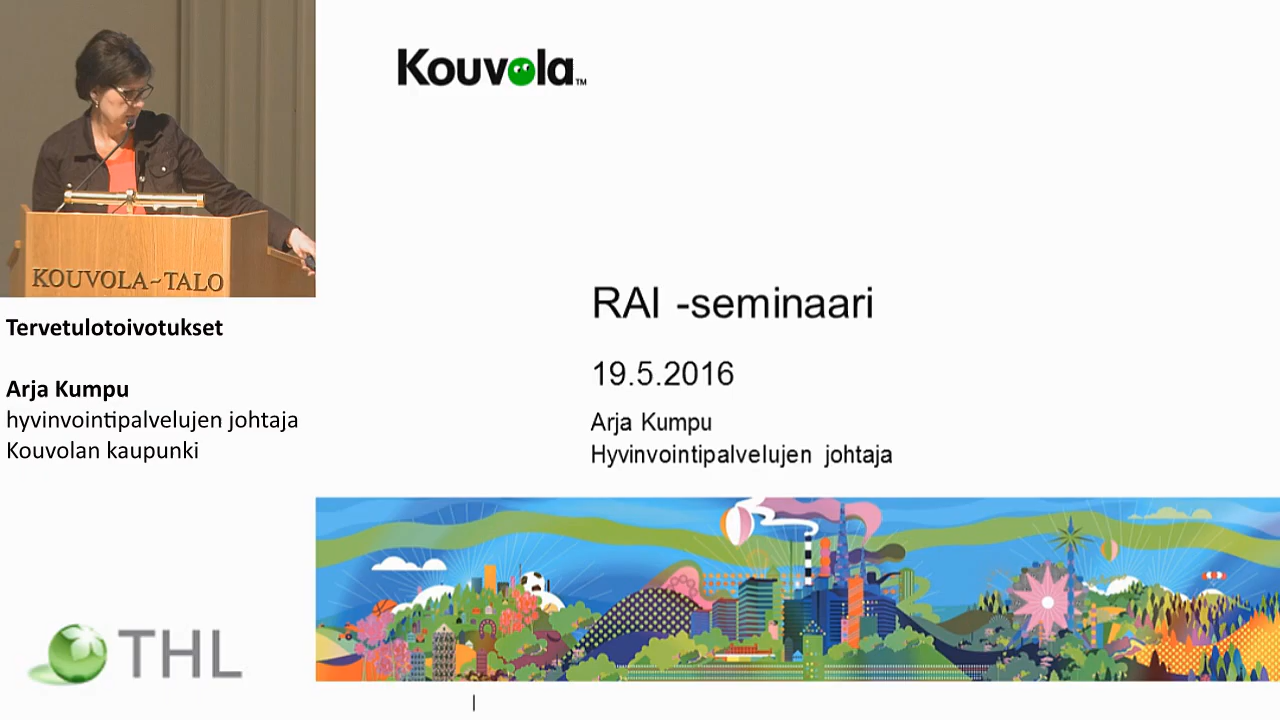 KOUVOLA-TALO
Tervetulotoivotukset
Arja Kumpu
hyvinvointipalvelujen johtaja
Kouvolan kaupunki
THL
Kouvola™
RAI -seminaari
19.5.2016
Arja Kumpu
Hyvinvointipalvelujen johtaja